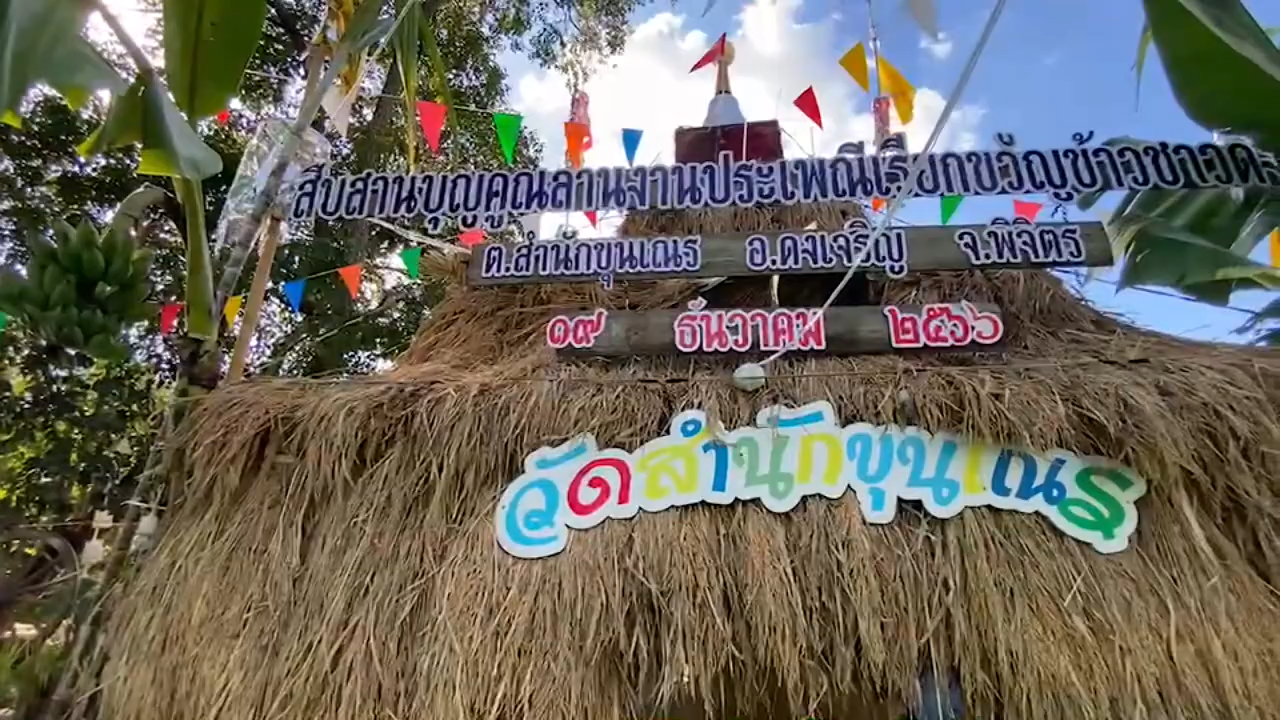 สืบสานบุญคูณลานงานประเพณีเรียกขวัญข้าวชาวดง
ต.สำนักขุนเณร อ.ดงเจริญ จ.พิจิตร
๑๙ ธันวาคม ๒๕๖๖
วัดสำนักขุนเณร